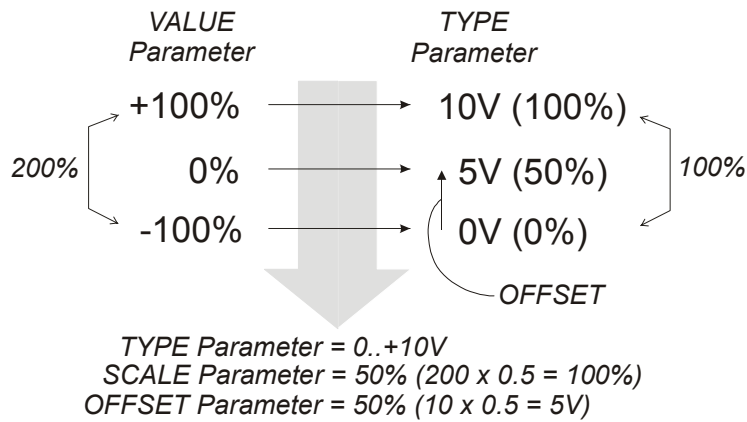 VALUE
Parameter
TYPE
Parameter
+100%
10V (100%)
200%
0%
5V (50%)
100%
-100%
0V (0%)
OFFSET
TYPE Parameter = 0..+10V
SCALE Parameter = 50% (200 x 0.5 = 100%)
OFFSET Parameter = 50% (10 x 0.5 = 5V)